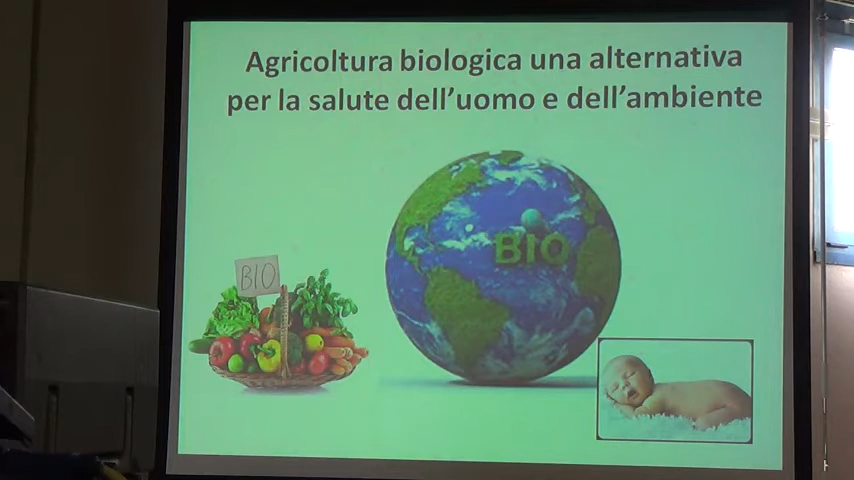 Agricoltura biologica una alternativa
per la salute dell'uomo e dell'ambiente
BIO
BIO